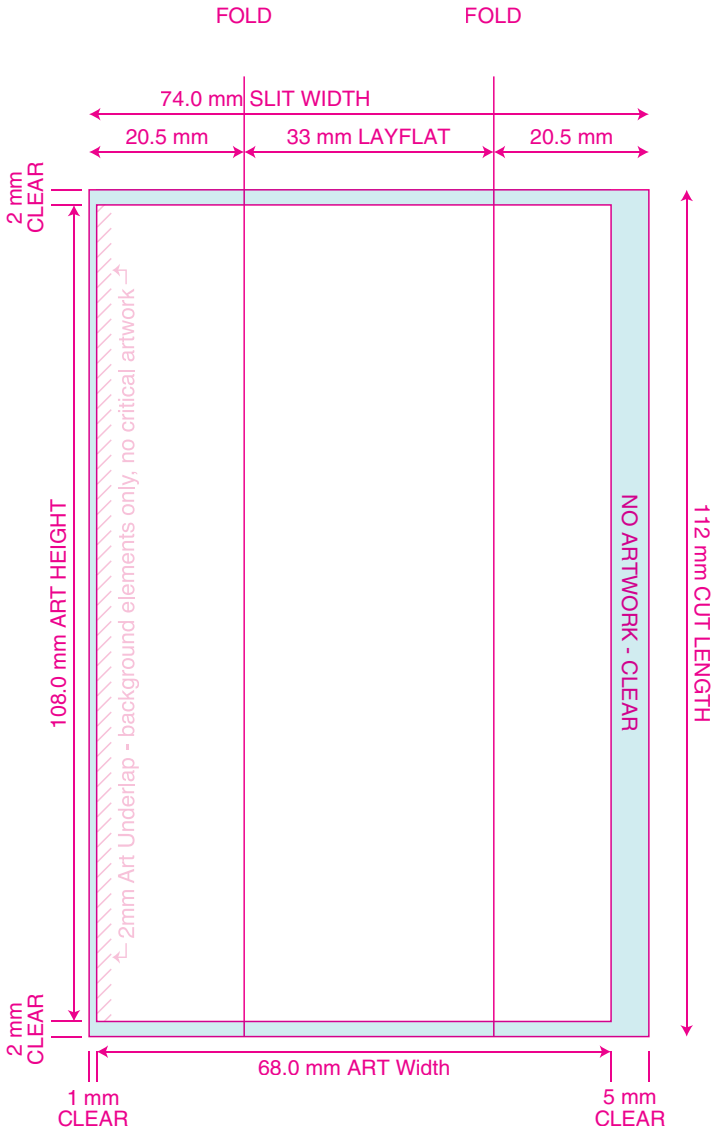 FOLD
FOLD
74.0 mm SLIT WIDTH
20.5 mm
33 mm LAYFLAT
20.5 mm
2 mm
CLEAR
2mm Art Underlap - background elements only, no critical artwork
108.0 mm ART HEIGHT
NO ARTWORK - CLEAR
112 mm CUT LENGTH
2 mm
CLEAR
68.0 mm ART Width
1 mm
CLEAR
5 mm
CLEAR